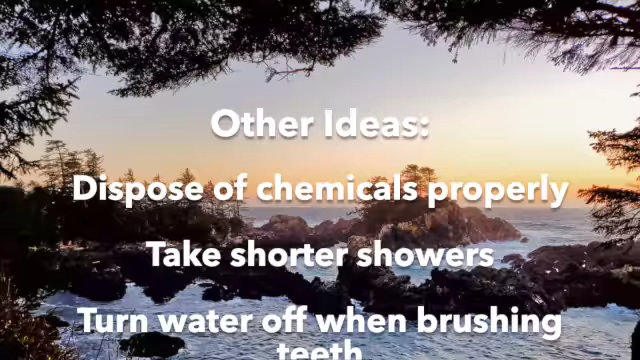 Other Ideas:
Dispose of chemicals properly
Take shorter showers
Turn water off when brushing
teeth